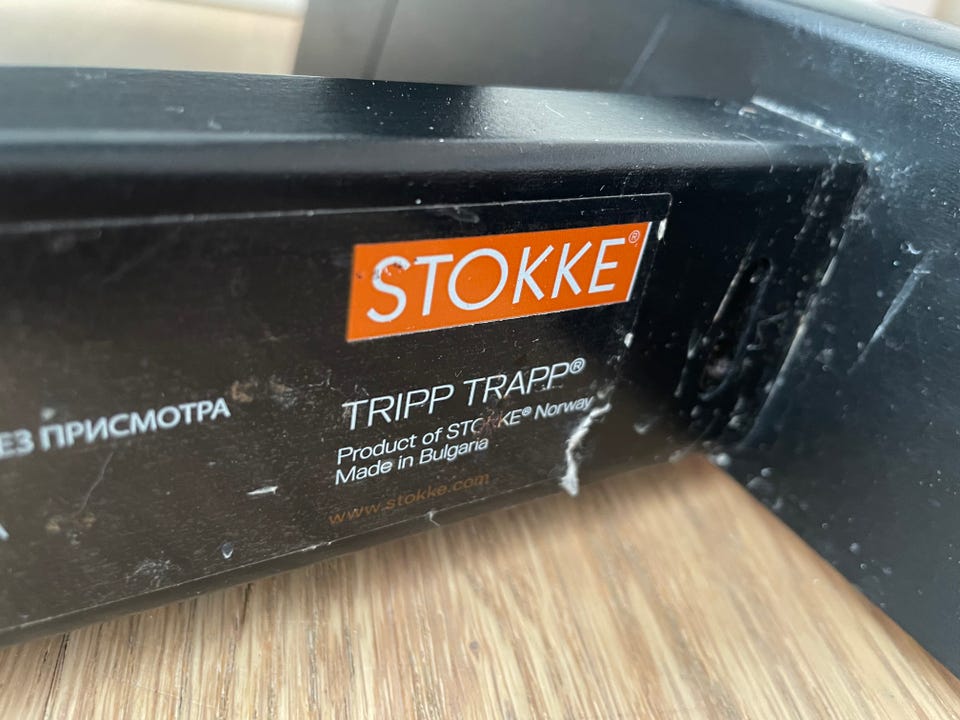 STOKKE®
TRIPP TRAPP®
Product of STOKKE® Norway
Made in Bulgaria
www.stokke.com
ЕЗ ПРИСМОТРА